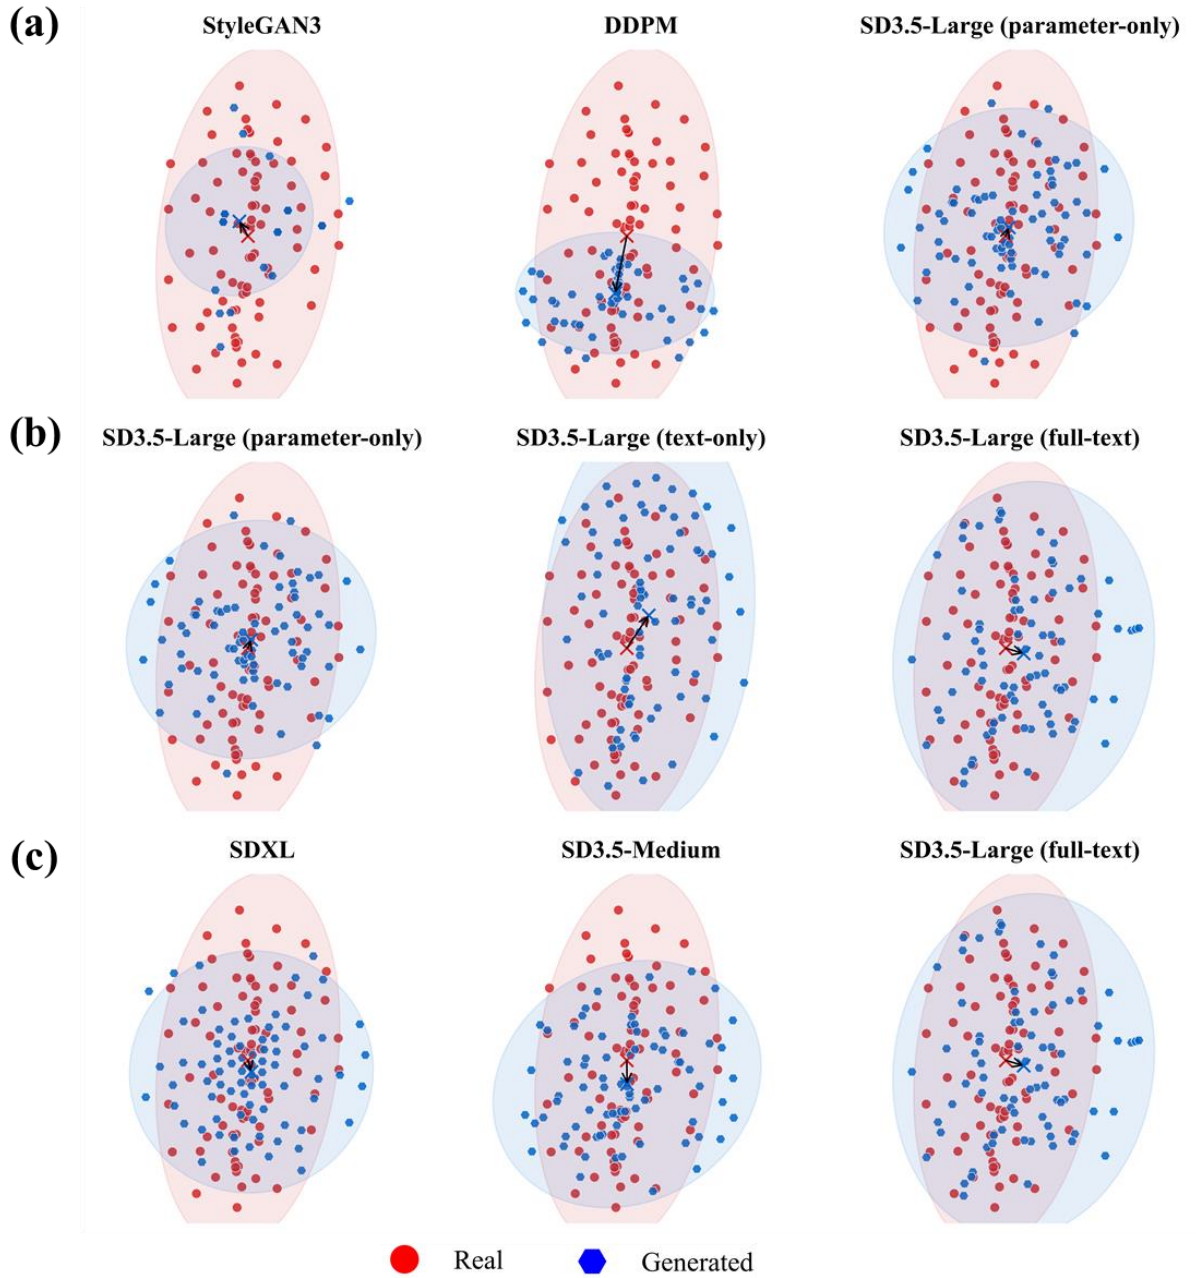 (a)
StyleGAN3
DDPM
SD3.5-Large (parameter-only)
(b)
SD3.5-Large (parameter-only)
SD3.5-Large (text-only)
SD3.5-Large (full-text)
(c)
SDXL
SD3.5-Medium
SD3.5-Large (full-text)
Real
Generated